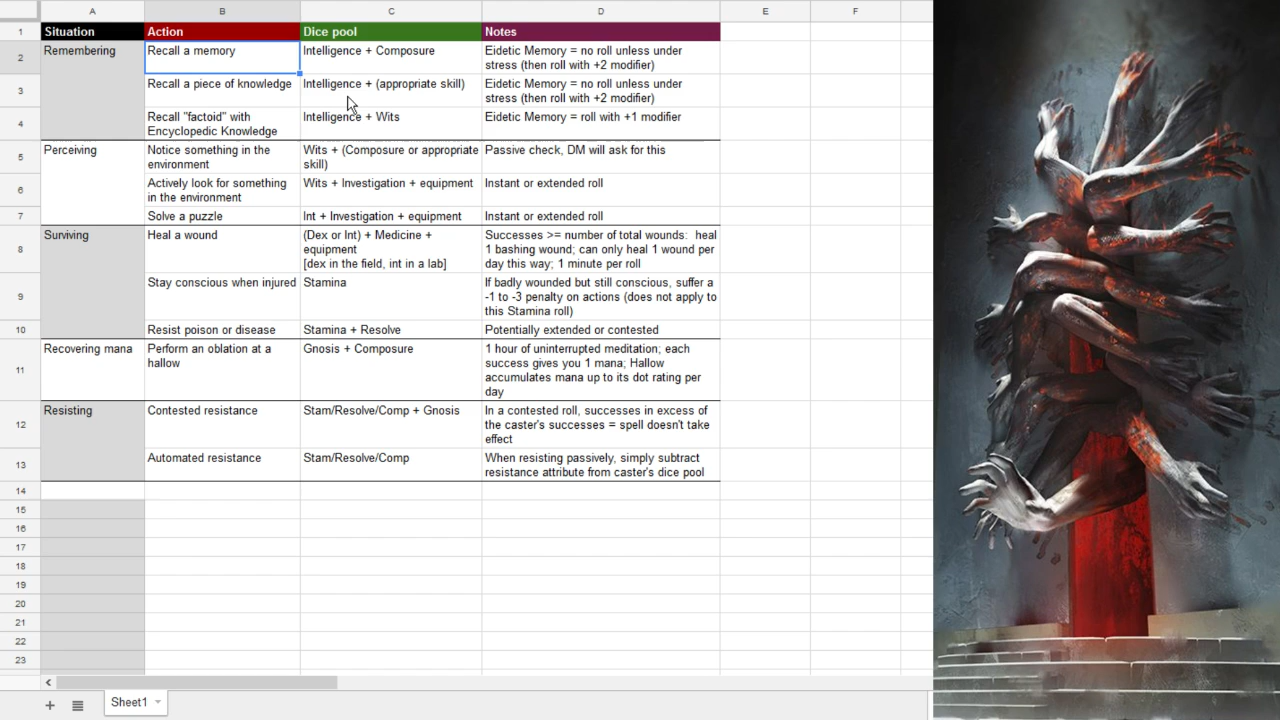 A B C D E F
1 Situation Action Dice pool Notes
2 Remembering Recall a memory Intelligence + Composure Eidetic Memory = no roll unless under
stress (then roll with +2 modifier)
3 Recall a piece of knowledge Intelligence + (appropriate skill) Eidetic Memory = no roll unless under
stress (then roll with +2 modifier)
4 Recall "factoid" with Intelligence + Wits Eidetic Memory = roll with +1 modifier
Encyclopedic Knowledge
5 Perceiving Notice something in the Wits + (Composure or appropriate Passive check, DM will ask for this
environment skill)
6 Actively look for something Wits + Investigation + equipment Instant or extended roll
in the environment
7 Solve a puzzle Int + Investigation + equipment Instant or extended roll
8 Surviving Heal a wound (Dex or Int) + Medicine + Successes >= number of total wounds: heal
equipment 1 bashing wound; can only heal 1 wound per
[dex in the field, int in a lab] day this way; 1 minute per roll
9 Stay conscious when injured Stamina If badly wounded but still conscious, suffer a
-1 to -3 penalty on actions (does not apply to
this Stamina roll)
10 Resist poison or disease Stamina + Resolve Potentially extended or contested
11 Recovering mana Perform an oblation at a Gnosis + Composure 1 hour of uninterrupted meditation; each
hallow success gives you 1 mana; Hallow
accumulates mana up to its dot rating per
day
12 Resisting Contested resistance Stam/Resolve/Comp + Gnosis In a contested roll, successes in excess of
the caster's successes = spell doesn't take
effect
13 Automated resistance Stam/Resolve/Comp When resisting passively, simply subtract
resistance attribute from caster's dice pool
14
15
16
17
18
19
20
21
22
23
Sheet1